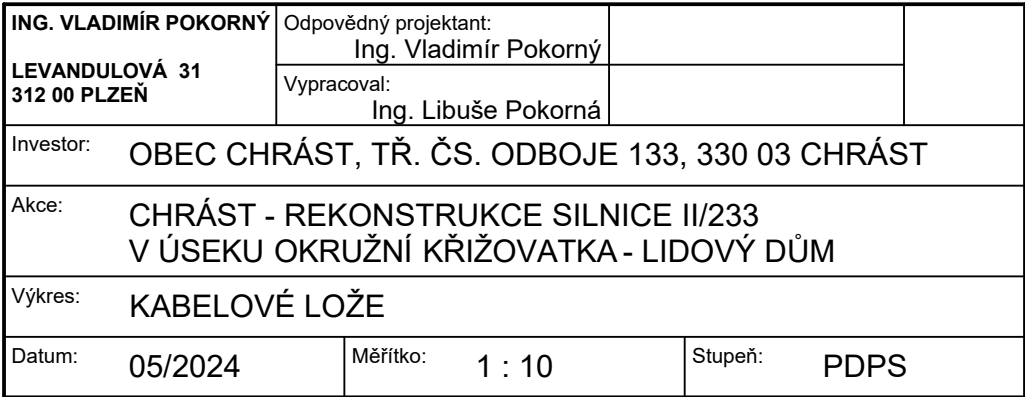 ING. VLADIMÍR POKORNÝ
LEVANDULOVÁ 31
312 00 PLZEŇ
Odpovědný projektant:
Ing. Vladimír Pokorný
Vypracoval:
Ing. Libuše Pokorná
Investor:
OBEC CHRÁST, TŘ. ČS. ODBOJE 133, 330 03 CHRÁST
Akce:
CHRÁST - REKONSTRUKCE SILNICE II/233
V ÚSEKU OKRUŽNÍ KŘIŽOVATKA - LIDOVÝ DŮM
Výkres:
KABELOVÉ LOŽE
Datum:
05/2024
Měřítko:
1 : 10
Stupeň:
PDPS